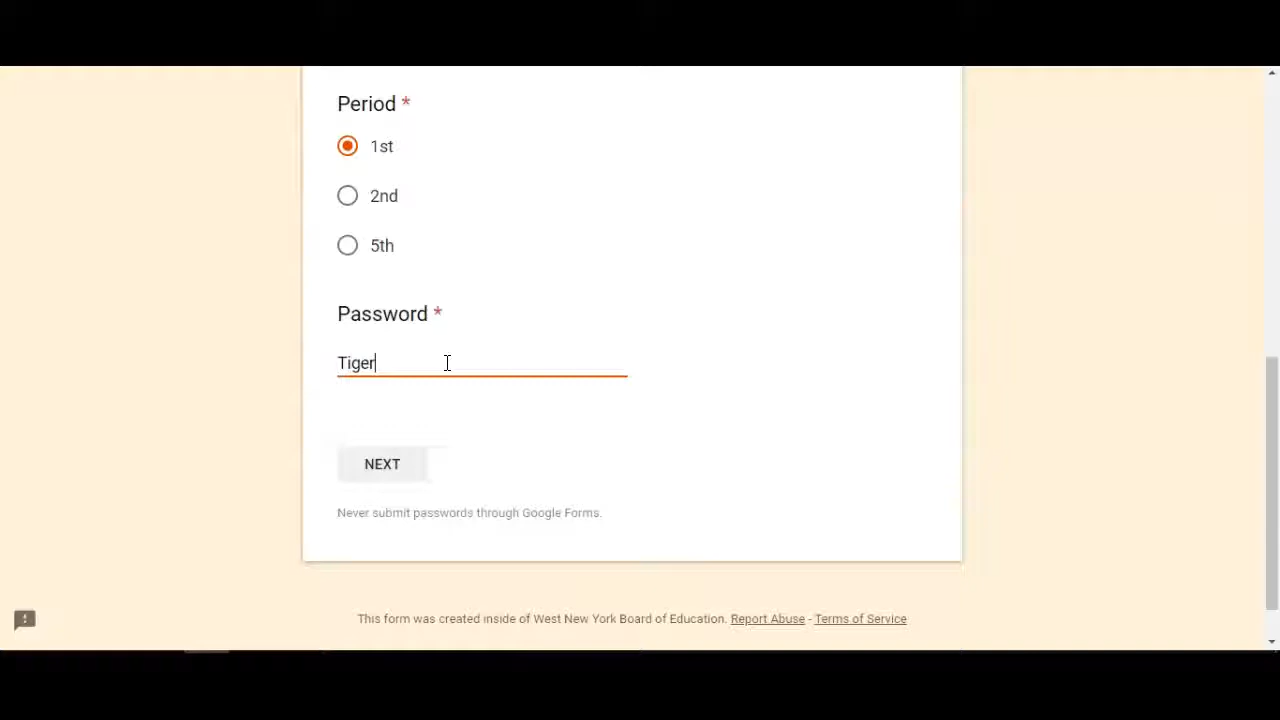 Period *
1st
2nd
5th
Password *
Tiger
NEXT
Never submit passwords through Google Forms.
This form was created inside of West New York Board of Education. Report Abuse - Terms of Service